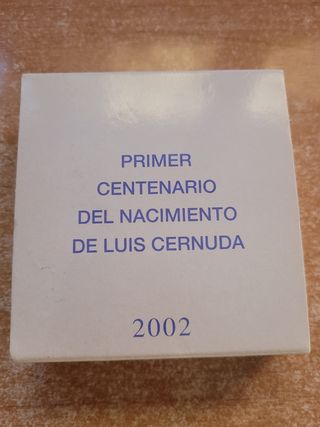 PRIMER
CENTENARIO
DEL NACIMIENTO
DE LUIS CERNUDA
2002